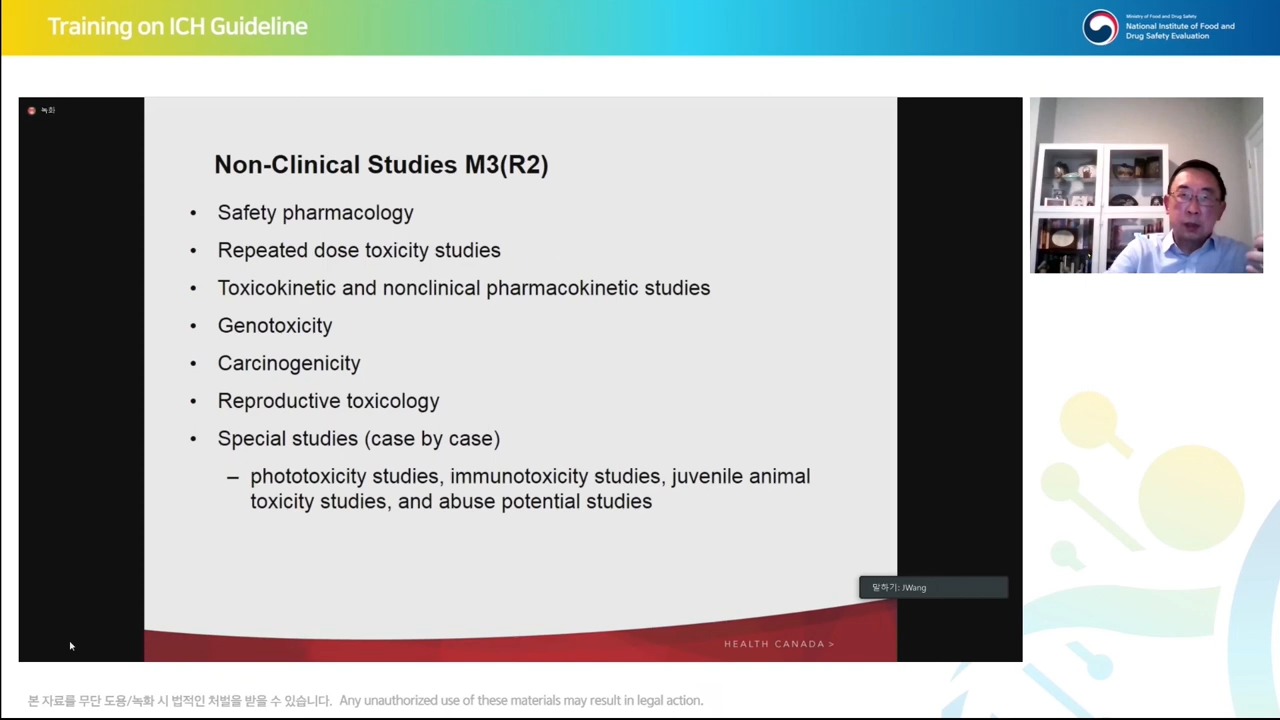 Training on ICH Guideline
Ministry of Food and Drug Safety
National Institute of Food and
Drug Safety Evaluation
녹화
Non-Clinical Studies M3(R2)
• Safety pharmacology
• Repeated dose toxicity studies
• Toxicokinetic and nonclinical pharmacokinetic studies
• Genotoxicity
• Carcinogenicity
• Reproductive toxicology
• Special studies (case by case)
– phototoxicity studies, immunotoxicity studies, juvenile animal
toxicity studies, and abuse potential studies
말하기: JWang
HEALTH CANADA >
본 자료를 무단 도용/녹화 시 법적인 처벌을 받을 수 있습니다. Any unauthorized use of these materials may result in legal action.